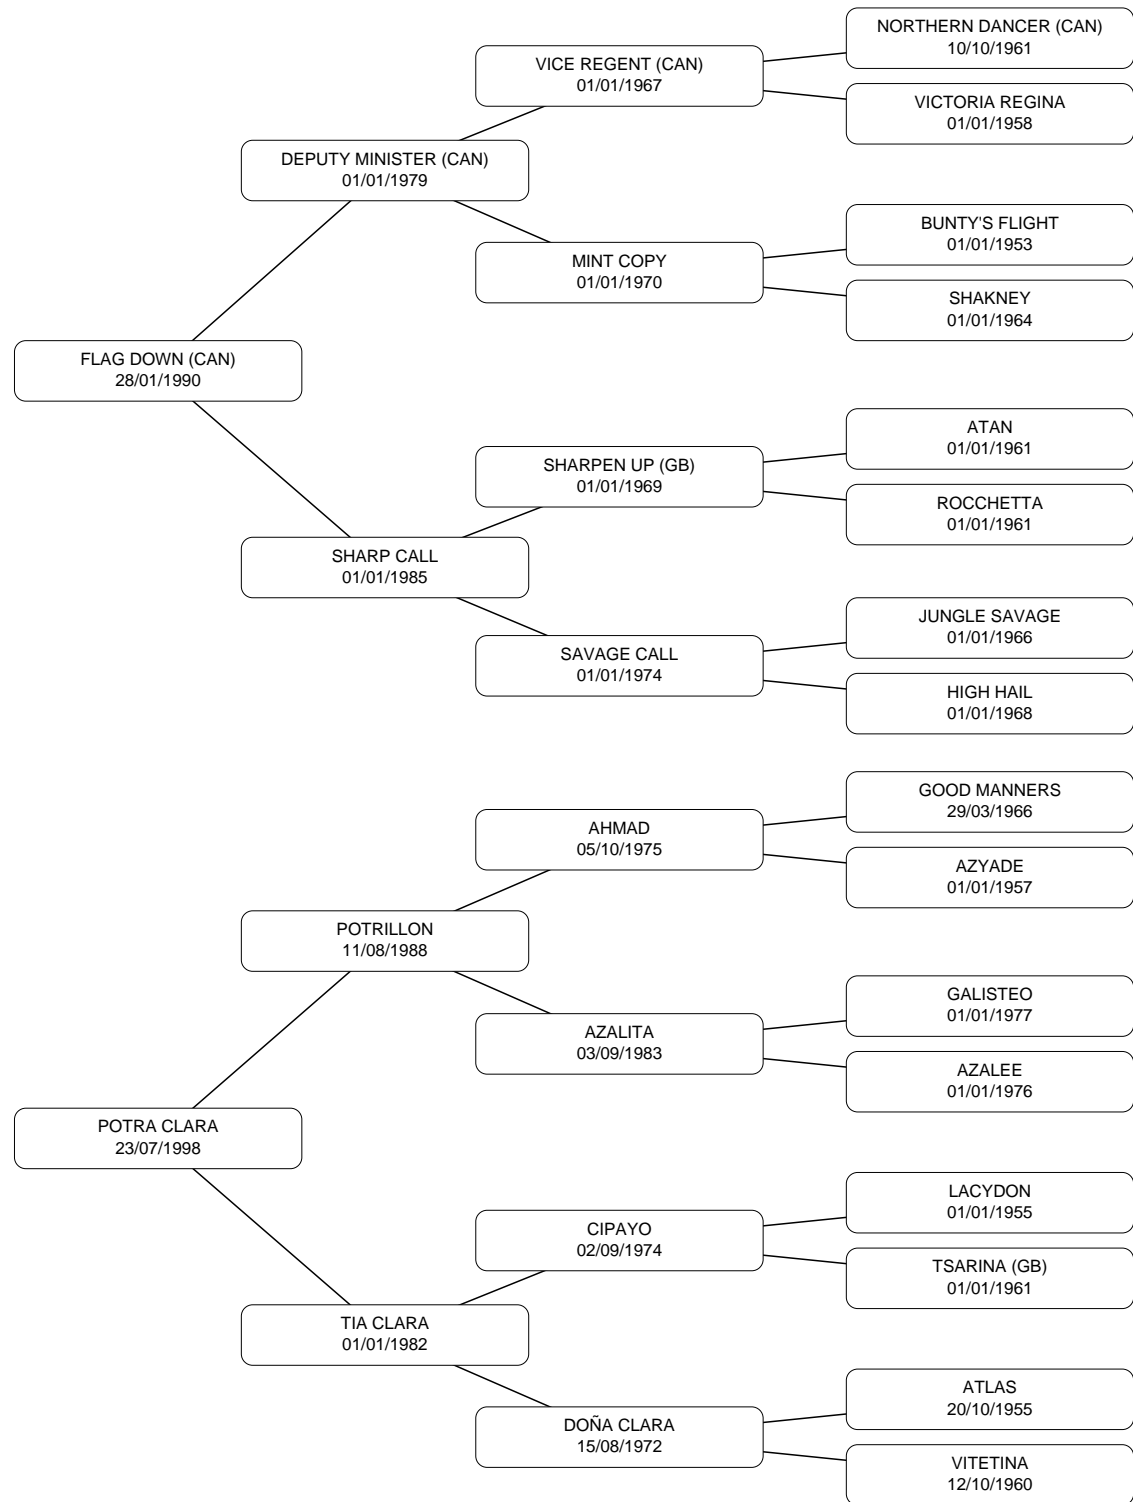 NORTHERN DANCER (CAN)
10/10/1961
VICE REGENT (CAN)
01/01/1967
VICTORIA REGINA
01/01/1958
DEPUTY MINISTER (CAN)
01/01/1979
BUNTY'S FLIGHT
01/01/1953
MINT COPY
01/01/1970
SHAKNEY
01/01/1964
FLAG DOWN (CAN)
28/01/1990
ATAN
01/01/1961
SHARPEN UP (GB)
01/01/1969
ROCCHETTA
01/01/1961
SHARP CALL
01/01/1985
JUNGLE SAVAGE
01/01/1966
SAVAGE CALL
01/01/1974
HIGH HAIL
01/01/1968
GOOD MANNERS
29/03/1966
AHMAD
05/10/1975
AZYADE
01/01/1957
POTRILLON
11/08/1988
GALISTEO
01/01/1977
AZALITA
03/09/1983
AZALEE
01/01/1976
POTRA CLARA
23/07/1998
LACYDON
01/01/1955
CIPAYO
02/09/1974
TSARINA (GB)
01/01/1961
TIA CLARA
01/01/1982
ATLAS
20/10/1955
DOÑA CLARA
15/08/1972
VITETINA
12/10/1960